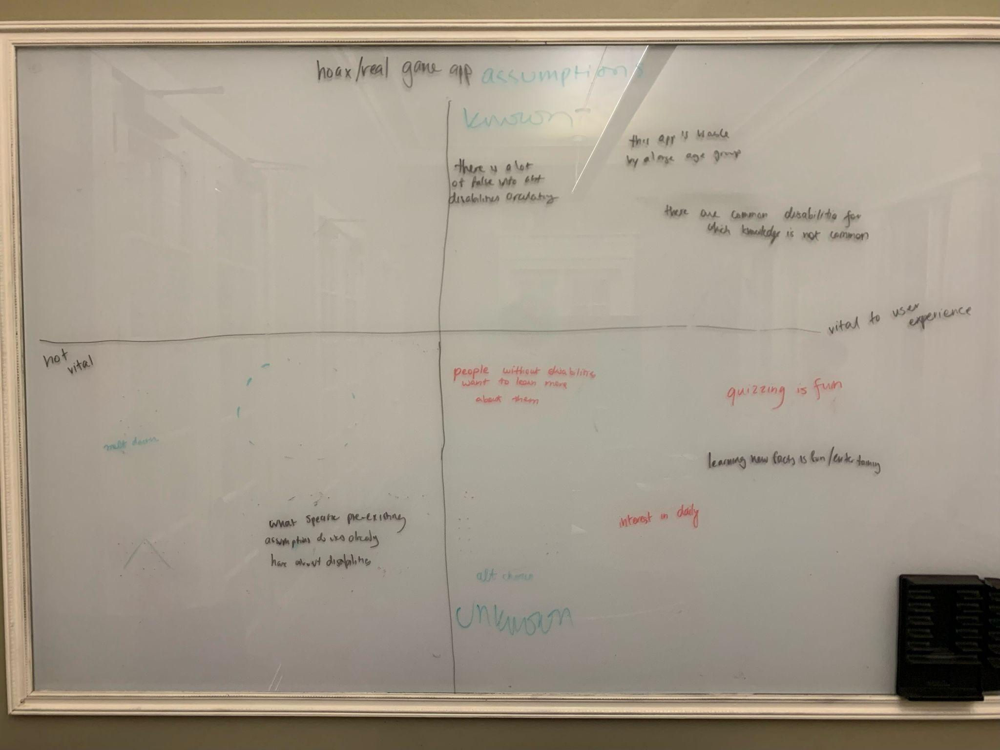 hoax/real game app assumptions
known
this app is usable
by a large age group
there is a lot
of false info abt
disabilities circulating
there are common disabilities for
which knowledge is not common
vital to user
experience
not
vital
people without disabilities
want to learn more
about them
quizzing is fun
melt down
learning new facts is fun/entertaining
interest in daily
what specific pre-existing
assumptions do users already
have about disabilities
unknown